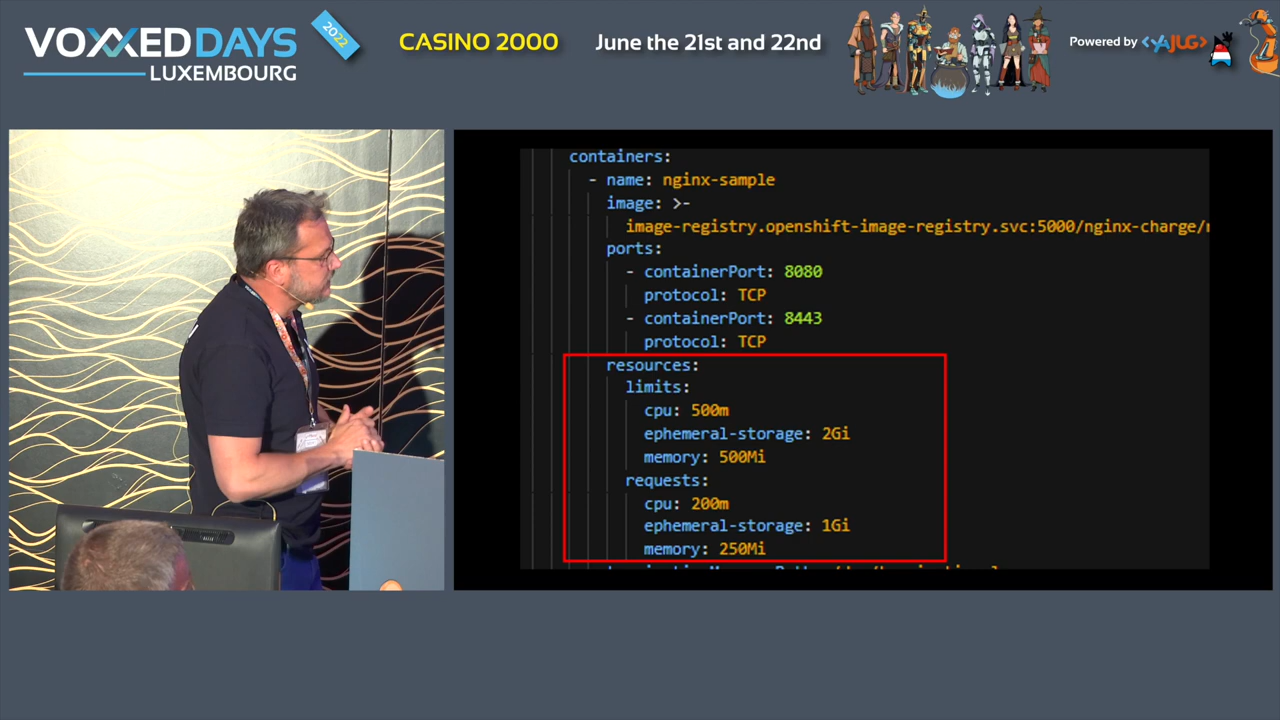 VOXXEDDAYS
LUXEMBOURG
2022
CASINO 2000
June the 21st and 22nd
Powered by <YAJUG>
containers:
- name: nginx-sample
image: >-
image-registry.openshift-image-registry.svc:5000/nginx-charge/
ports:
- containerPort: 8080
protocol: TCP
- containerPort: 8443
protocol: TCP
resources:
limits:
cpu: 500m
ephemeral-storage: 2Gi
memory: 500Mi
requests:
cpu: 200m
ephemeral-storage: 1Gi
memory: 250Mi